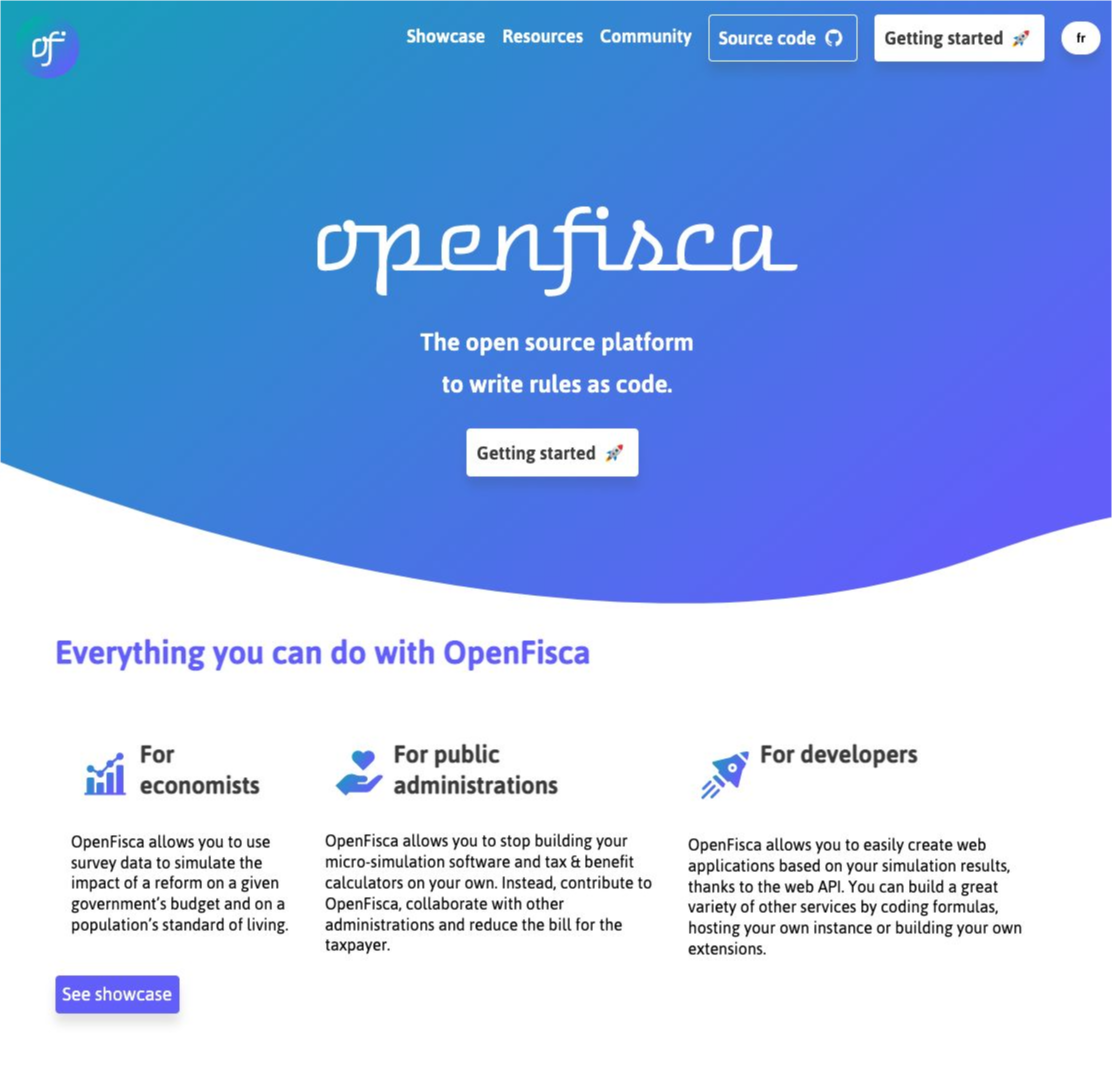 of
Showcase Resources Community Source code Getting started fr
openfisca
The open source platform
to write rules as code.
Getting started
Everything you can do with OpenFisca
For
economists
OpenFisca allows you to use
survey data to simulate the
impact of a reform on a given
government’s budget and on a
population’s standard of living.
For public
administrations
OpenFisca allows you to stop building your
micro-simulation software and tax & benefit
calculators on your own. Instead, contribute to
OpenFisca, collaborate with other
administrations and reduce the bill for the
taxpayer.
For developers
OpenFisca allows you to easily create web
applications based on your simulation results,
thanks to the web API. You can build a great
variety of other services by coding formulas,
hosting your own instance or building your own
extensions.
See showcase